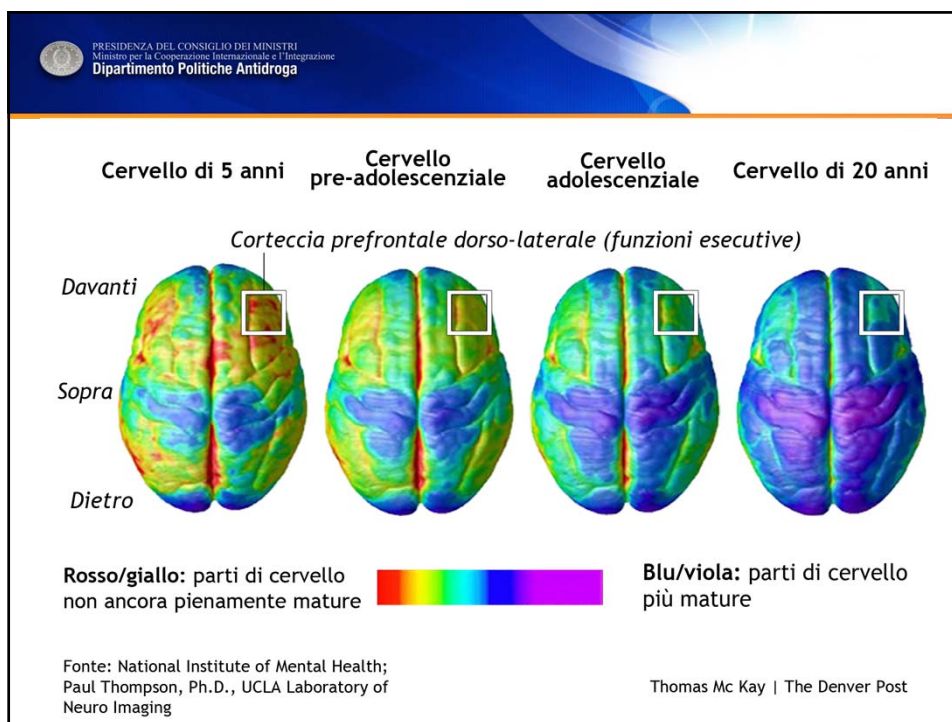 PRESIDENZA DEL CONSIGLIO DEI MINISTRI
Ministro per la Cooperazione Internazionale e l'Integrazione
Dipartimento Politiche Antidroga
Cervello di 5 anni
Cervello
pre-adolescenziale
Cervello
adolescenziale
Cervello di 20 anni
Corteccia prefrontale dorso-laterale (funzioni esecutive)
Davanti
Sopra
Dietro
Rosso/giallo: parti di cervello
non ancora pienamente mature
Blu/viola: parti di cervello
più mature
Fonte: National Institute of Mental Health;
Paul Thompson, Ph.D., UCLA Laboratory of
Neuro Imaging
Thomas Mc Kay | The Denver Post